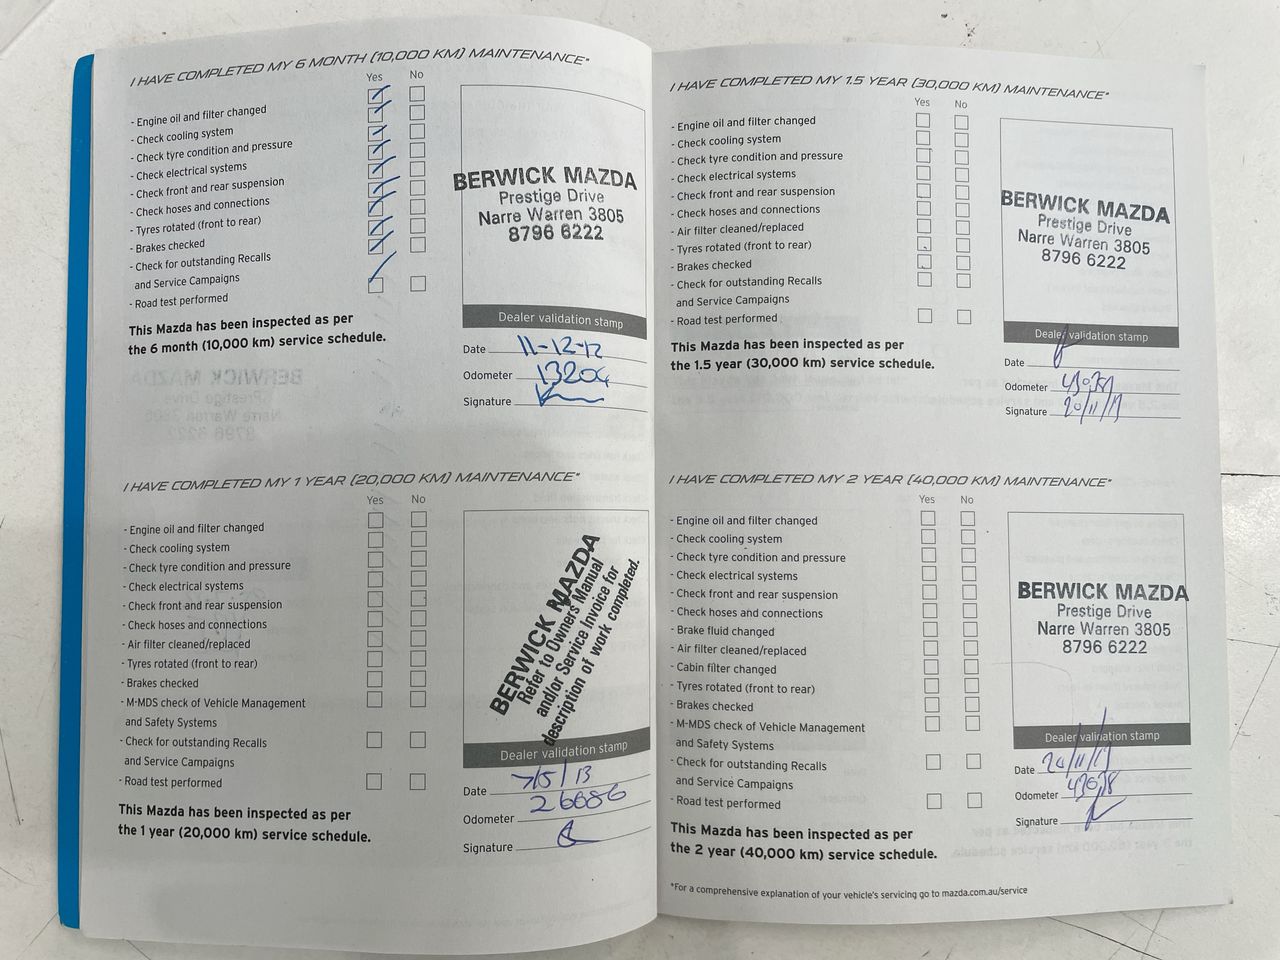 I HAVE COMPLETED MY 6 MONTH (10,000 KM) MAINTENANCE*
Yes No
- Engine oil and filter changed
- Check cooling system
- Check tyre condition and pressure
- Check electrical systems
- Check front and rear suspension
- Check hoses and connections
- Tyres rotated (front to rear)
- Brakes checked
- Check for outstanding Recalls
and Service Campaigns
- Road test performed
This Mazda has been inspected as per
the 6 month (10,000 km) service schedule.
BERWICK MAZDA
Prestige Drive
Narre Warren 3805
8796 6222
Dealer validation stamp
Date 11-12-12
Odometer 13204
Signature
I HAVE COMPLETED MY 1 YEAR (20,000 KM) MAINTENANCE*
Yes No
- Engine oil and filter changed
- Check cooling system
- Check tyre condition and pressure
- Check electrical systems
- Check front and rear suspension
- Check hoses and connections
- Air filter cleaned/replaced
- Tyres rotated (front to rear)
- Brakes checked
- M-MDS check of Vehicle Management
and Safety Systems
- Check for outstanding Recalls
and Service Campaigns
- Road test performed
This Mazda has been inspected as per
the 1 year (20,000 km) service schedule.
BERWICK MAZDA
Refer to Owners Manual
and/or Service Invoice for
description of work completed.
Dealer validation stamp
Date 7/5/13
Odometer 26686
Signature
I HAVE COMPLETED MY 1.5 YEAR (30,000 KM) MAINTENANCE*
Yes No
- Engine oil and filter changed
- Check cooling system
- Check tyre condition and pressure
- Check electrical systems
- Check front and rear suspension
- Check hoses and connections
- Air filter cleaned/replaced
- Tyres rotated (front to rear)
- Brakes checked
- Check for outstanding Recalls
and Service Campaigns
- Road test performed
This Mazda has been inspected as per
the 1.5 year (30,000 km) service schedule.
BERWICK MAZDA
Prestige Drive
Narre Warren 3805
8796 6222
Dealer validation stamp
Date
Odometer
Signature 20/11/13
I HAVE COMPLETED MY 2 YEAR (40,000 KM) MAINTENANCE*
Yes No
- Engine oil and filter changed
- Check cooling system
- Check tyre condition and pressure
- Check electrical systems
- Check front and rear suspension
- Check hoses and connections
- Brake fluid changed
- Air filter cleaned/replaced
- Cabin filter changed
- Tyres rotated (front to rear)
- Brakes checked
- M-MDS check of Vehicle Management
and Safety Systems
- Check for outstanding Recalls
and Service Campaigns
- Road test performed
This Mazda has been inspected as per
the 2 year (40,000 km) service schedule.
BERWICK MAZDA
Prestige Drive
Narre Warren 3805
8796 6222
Dealer validation stamp
Date
Odometer
Signature
*For a comprehensive explanation of your vehicle's servicing go to mazda.com.au/service